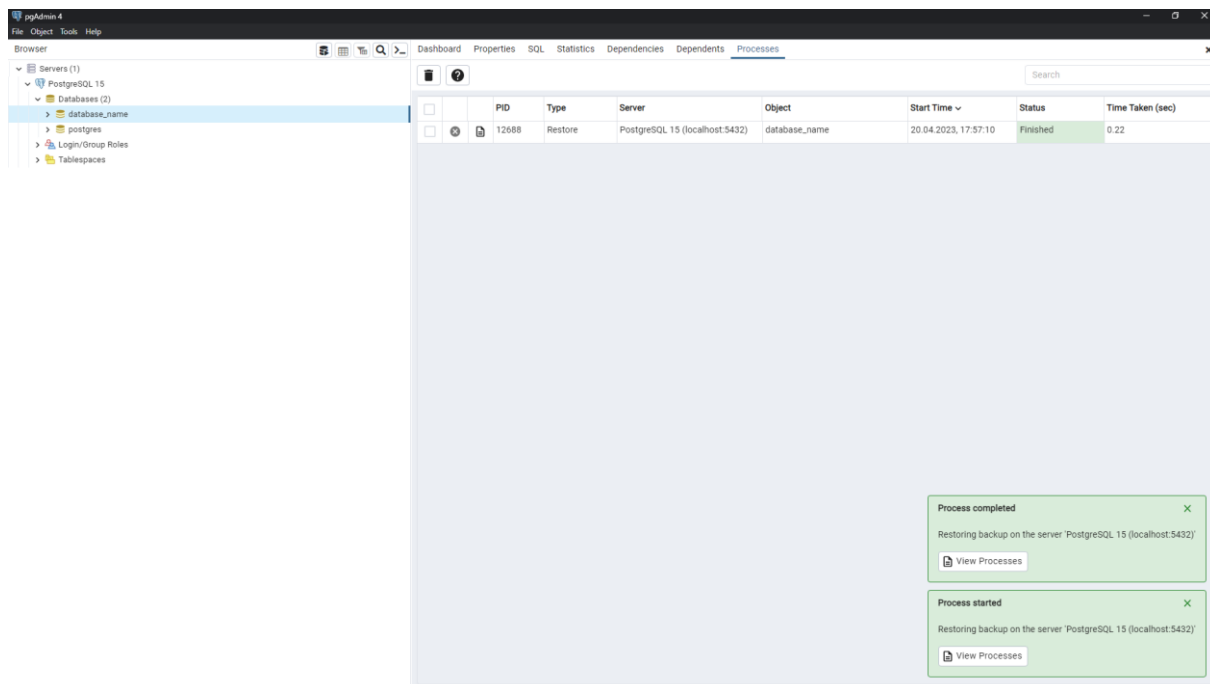 pgAdmin 4
File Object Tools Help
Browser
Dashboard Properties SQL Statistics Dependencies Dependents Processes
Servers (1)
PostgreSQL 15
Databases (2)
database_name
postgres
Login/Group Roles
Tablespaces
Search
PID Type Server Object Start Time Status Time Taken (sec)
12688 Restore PostgreSQL 15 (localhost:5432) database_name 20.04.2023, 17:57:10 Finished 0.22
Process completed
Restoring backup on the server 'PostgreSQL 15 (localhost:5432)'
View Processes
Process started
Restoring backup on the server 'PostgreSQL 15 (localhost:5432)'
View Processes